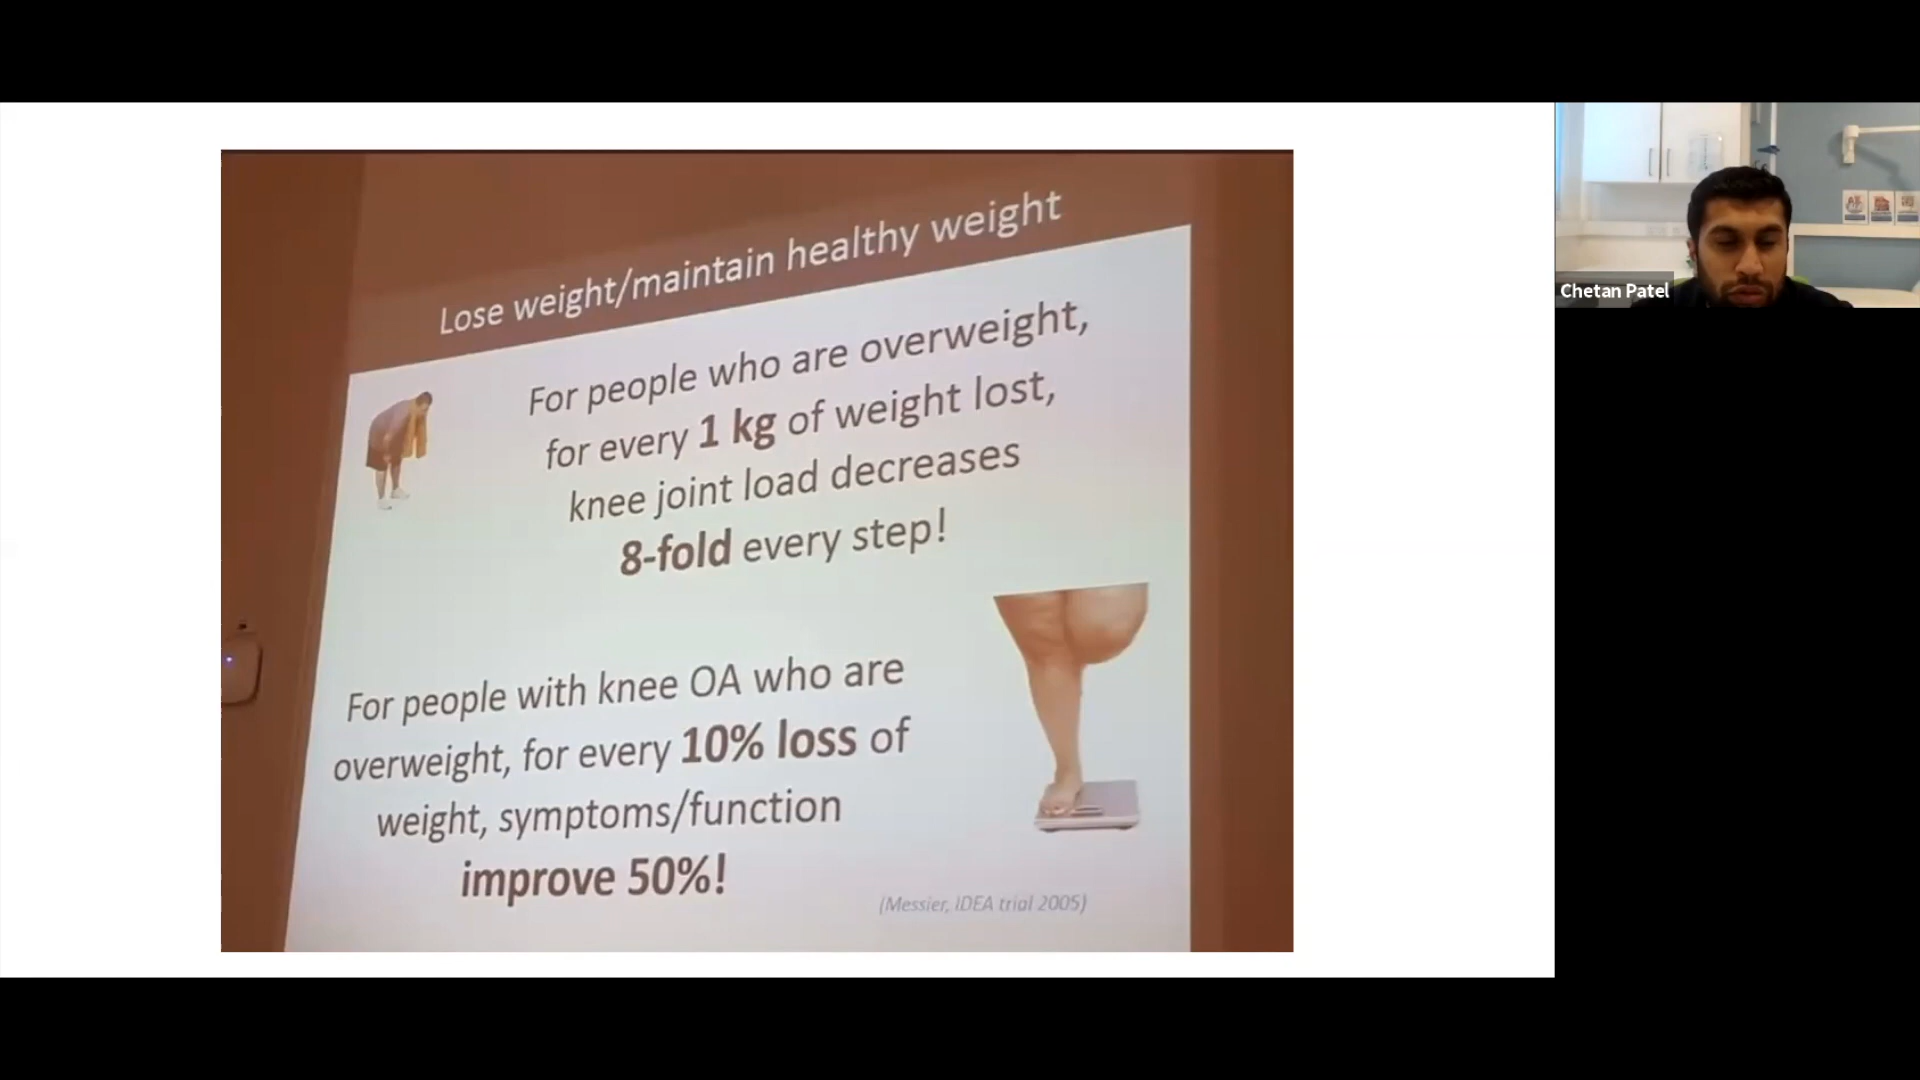 Lose weight/maintain healthy weight
For people who are overweight,
for every 1 kg of weight lost,
knee joint load decreases
8-fold every step!
For people with knee OA who are
overweight, for every 10% loss of
weight, symptoms/function
improve 50%!
(Messier, IDEA trial 2005)
Chetan Patel